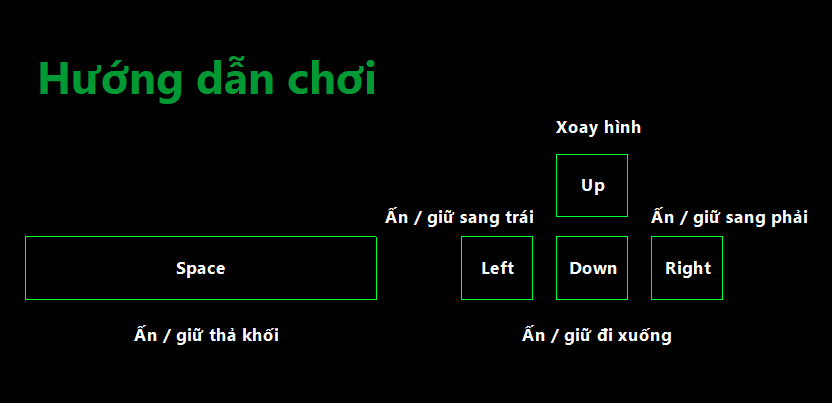 Hướng dẫn chơi
Xoay hình
Up
Ấn / giữ sang trái
Ấn / giữ sang phải
Space
Left
Down
Right
Ấn / giữ thả khối
Ấn / giữ đi xuống